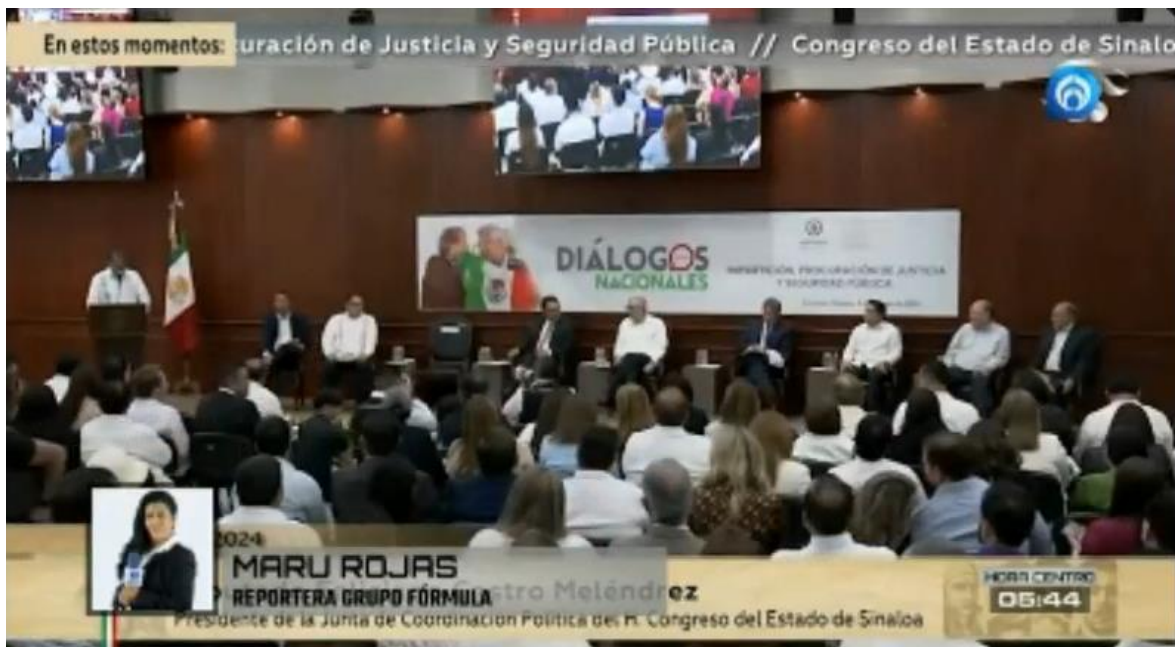 En estos momentos: uración de Justicia y Seguridad Pública // Congreso del Estado de Sinalo
DIÁLOGOS
NACIONALES
IMPARTICIÓN, PROCURACIÓN DE JUSTICIA
Y SEGURIDAD PÚBLICA
2024
MARU ROJAS
REPORTERA GRUPO FÓRMULA
stro Meléndrez
Presidente de la Junta de Coordinación Política del H. Congreso del Estado de Sinaloa
HORA CENTRO
05:44